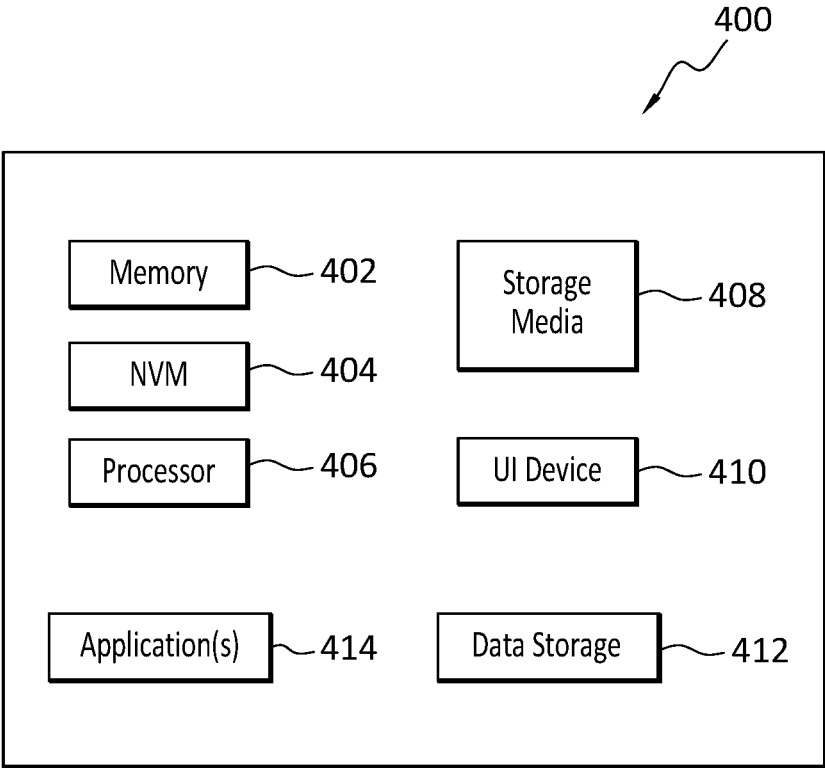 400
Memory 402
Storage
Media
408
NVM 404
Processor 406
UI Device 410
Application(s) 414
Data Storage 412